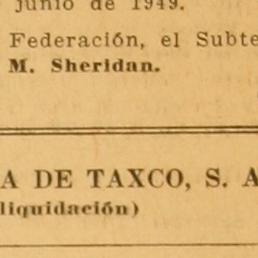 junio de 1949.
Federación, el Subte
M. Sheridan.
A DE TAXCO, S. A
liquidación)